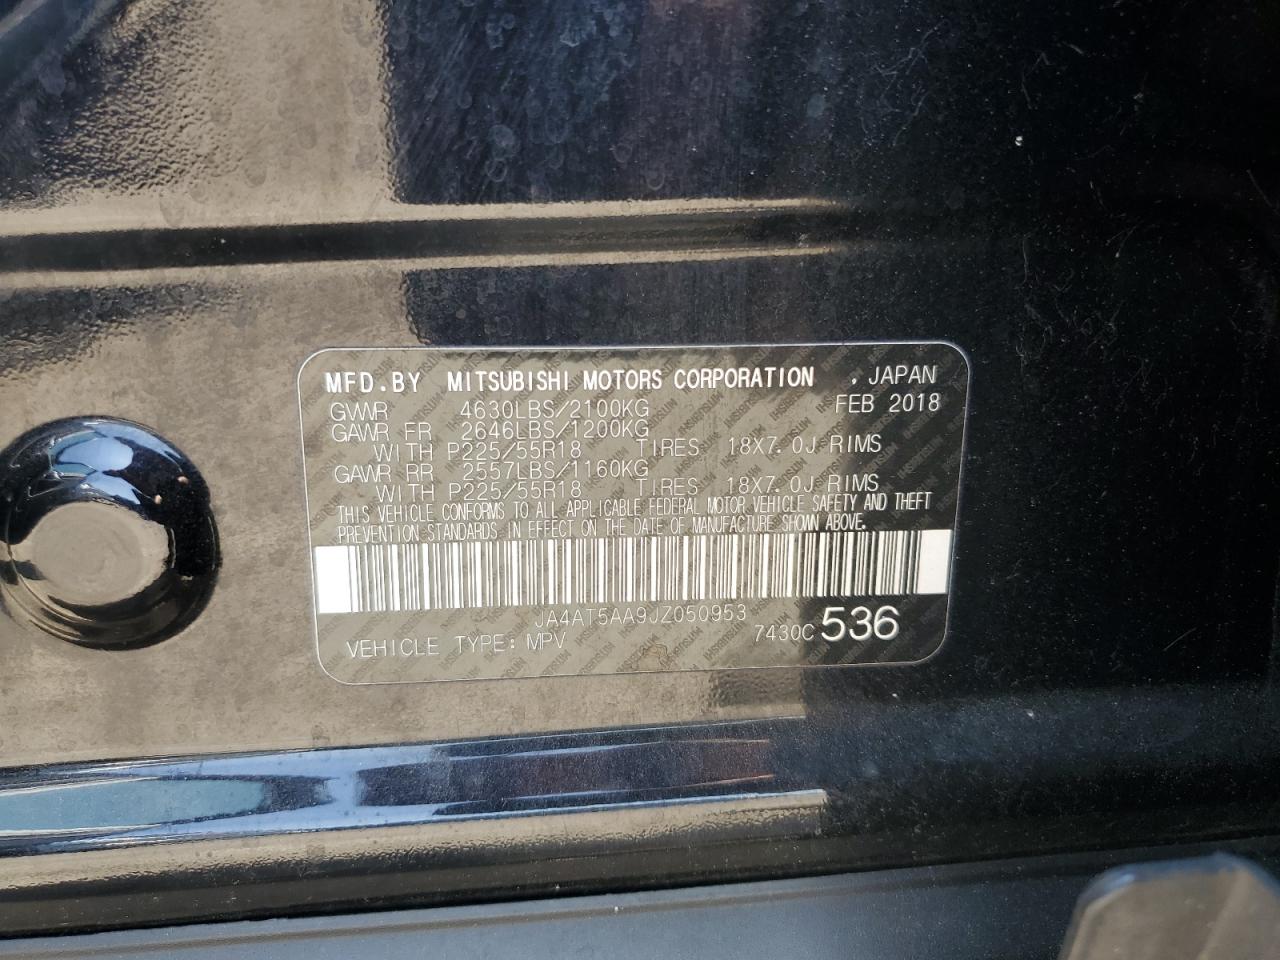 MFD.BY MITSUBISHI MOTORS CORPORATION , JAPAN
GVWR 4630LBS/2100KG FEB 2018
GAWR FR 2646LBS/1200KG
WITH P225/55R18 TIRES 18X7.0J RIMS
GAWR RR 2557LBS/1160KG
WITH P225/55R18 TIRES 18X7.0J RIMS
THIS VEHICLE CONFORMS TO ALL APPLICABLE FEDERAL MOTOR VEHICLE SAFETY AND THEFT
PREVENTION STANDARDS IN EFFECT ON THE DATE OF MANUFACTURE SHOWN ABOVE.
JA4AT5AA9JZ050953
VEHICLE TYPE: MPV 7430C 536